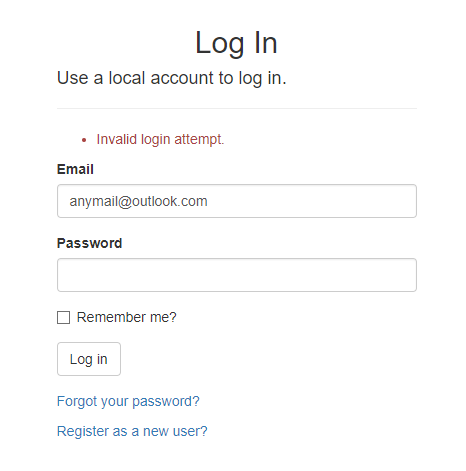 Log In
Use a local account to log in.
• Invalid login attempt.
Email
anymail@outlook.com
Password
Remember me?
Log in
Forgot your password?
Register as a new user?